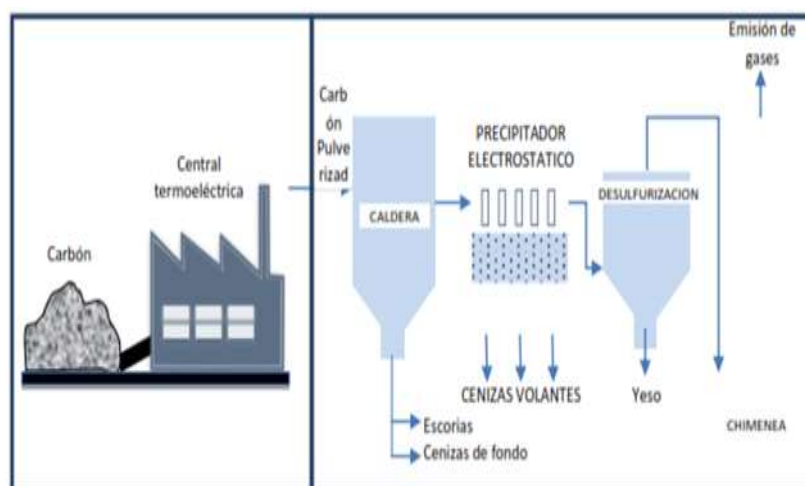 Carbón
Central
termoeléctrica
Carb
ón
Pulve
rizad
CALDERA
PRECIPITADOR
ELECTROSTATICO
DESULFURIZACION
Emisión de
gases
CENIZAS VOLANTES
Yeso
Escorias
Cenizas de fondo
CHIMENEA